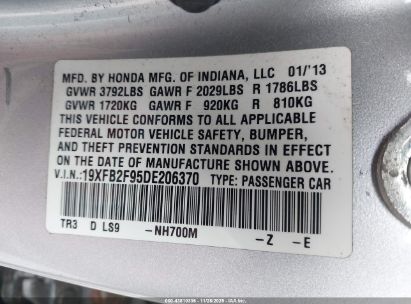 MFD. BY HONDA MFG. OF INDIANA, LLC 01/'13
GVWR 3792LBS GAWR F 2029LBS R 1786LBS
GVWR 1720KG GAWR F 920KG R 810KG
THIS VEHICLE CONFORMS TO ALL APPLICABLE
FEDERAL MOTOR VEHICLE SAFETY, BUMPER,
AND THEFT PREVENTION STANDARDS IN EFFECT
ON THE DATE OF MANUFACTURE SHOWN ABOVE.
V.I.N.:19XFB2F95DE206370 TYPE: PASSENGER CAR
TR3 D LS9 -NH700M -Z -E